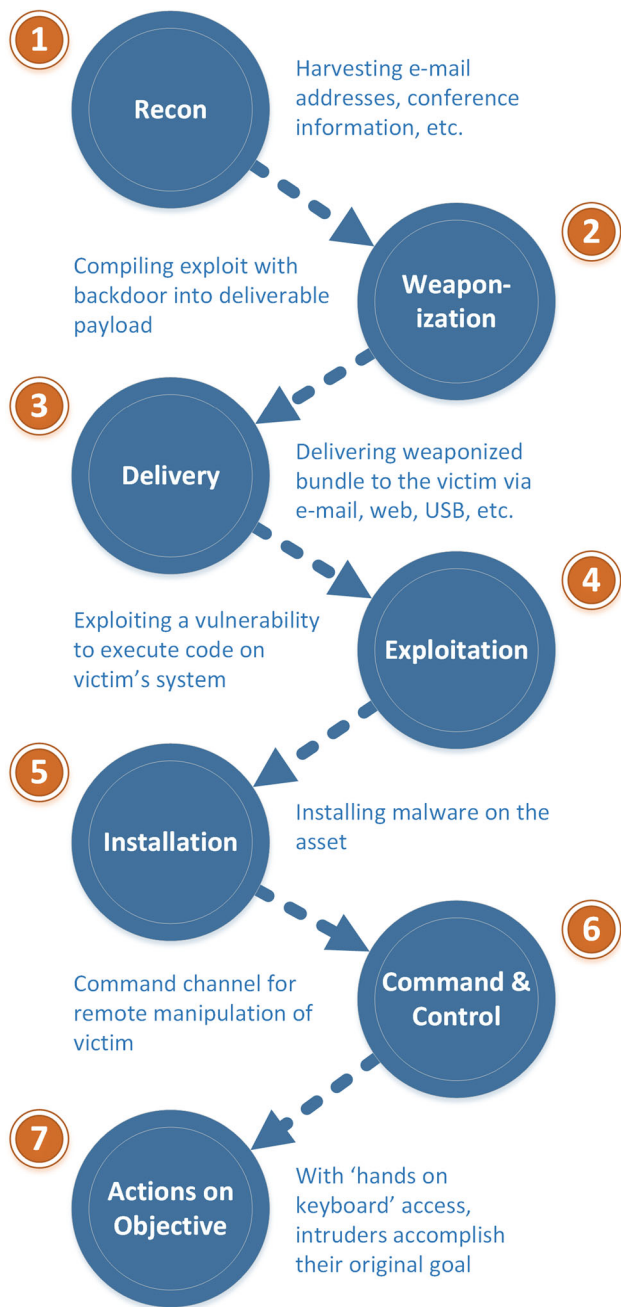 1
Recon
Harvesting e-mail
addresses, conference
information, etc.
2
Weapon-
ization
Compiling exploit with
backdoor into deliverable
payload
3
Delivery
Delivering weaponized
bundle to the victim via
e-mail, web, USB, etc.
4
Exploitation
Exploiting a vulnerability
to execute code on
victim’s system
5
Installation
Installing malware on the
asset
6
Command &
Control
Command channel for
remote manipulation of
victim
7
Actions on
Objective
With ‘hands on
keyboard’ access,
intruders accomplish
their original goal